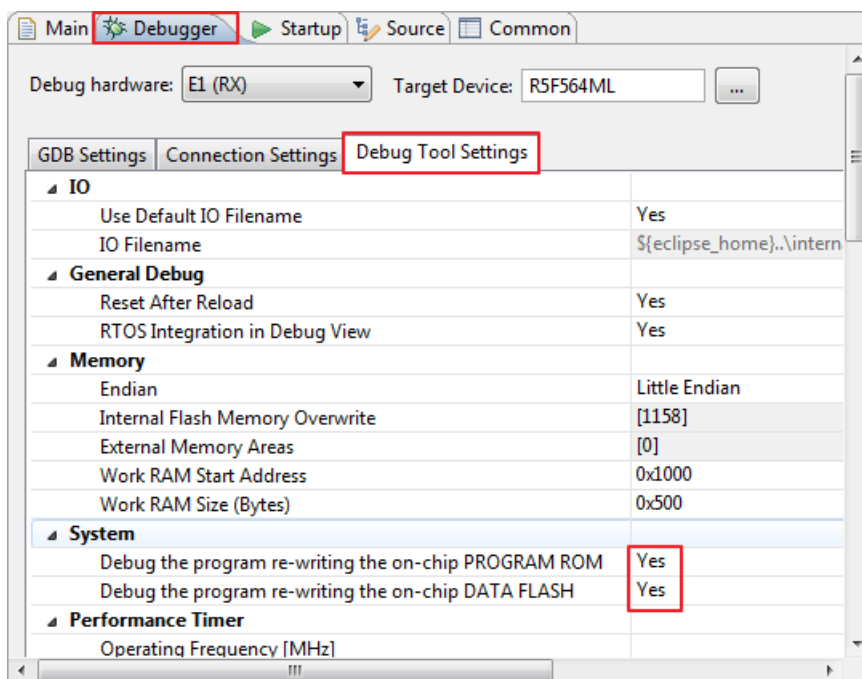 Main Debugger Startup Source Common
Debug hardware: E1 (RX) Target Device: R5F564ML ...
GDB Settings Connection Settings Debug Tool Settings
IO
Use Default IO Filename Yes
IO Filename ${eclipse_home}..\intern
General Debug
Reset After Reload Yes
RTOS Integration in Debug View Yes
Memory
Endian Little Endian
Internal Flash Memory Overwrite [1158]
External Memory Areas [0]
Work RAM Start Address 0x1000
Work RAM Size (Bytes) 0x500
System
Debug the program re-writing the on-chip PROGRAM ROM Yes
Debug the program re-writing the on-chip DATA FLASH Yes
Performance Timer
Operating Frequency [MHz]